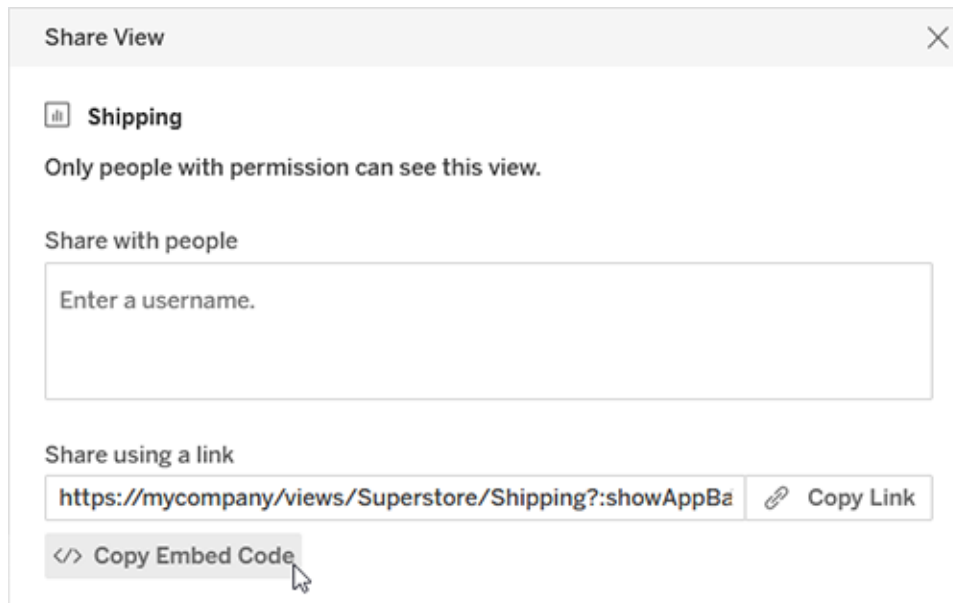 Share View
Shipping
Only people with permission can see this view.
Share with people
Enter a username.
Share using a link
https://mycompany/views/Superstore/Shipping?:showAppBa
Copy Link
</> Copy Embed Code